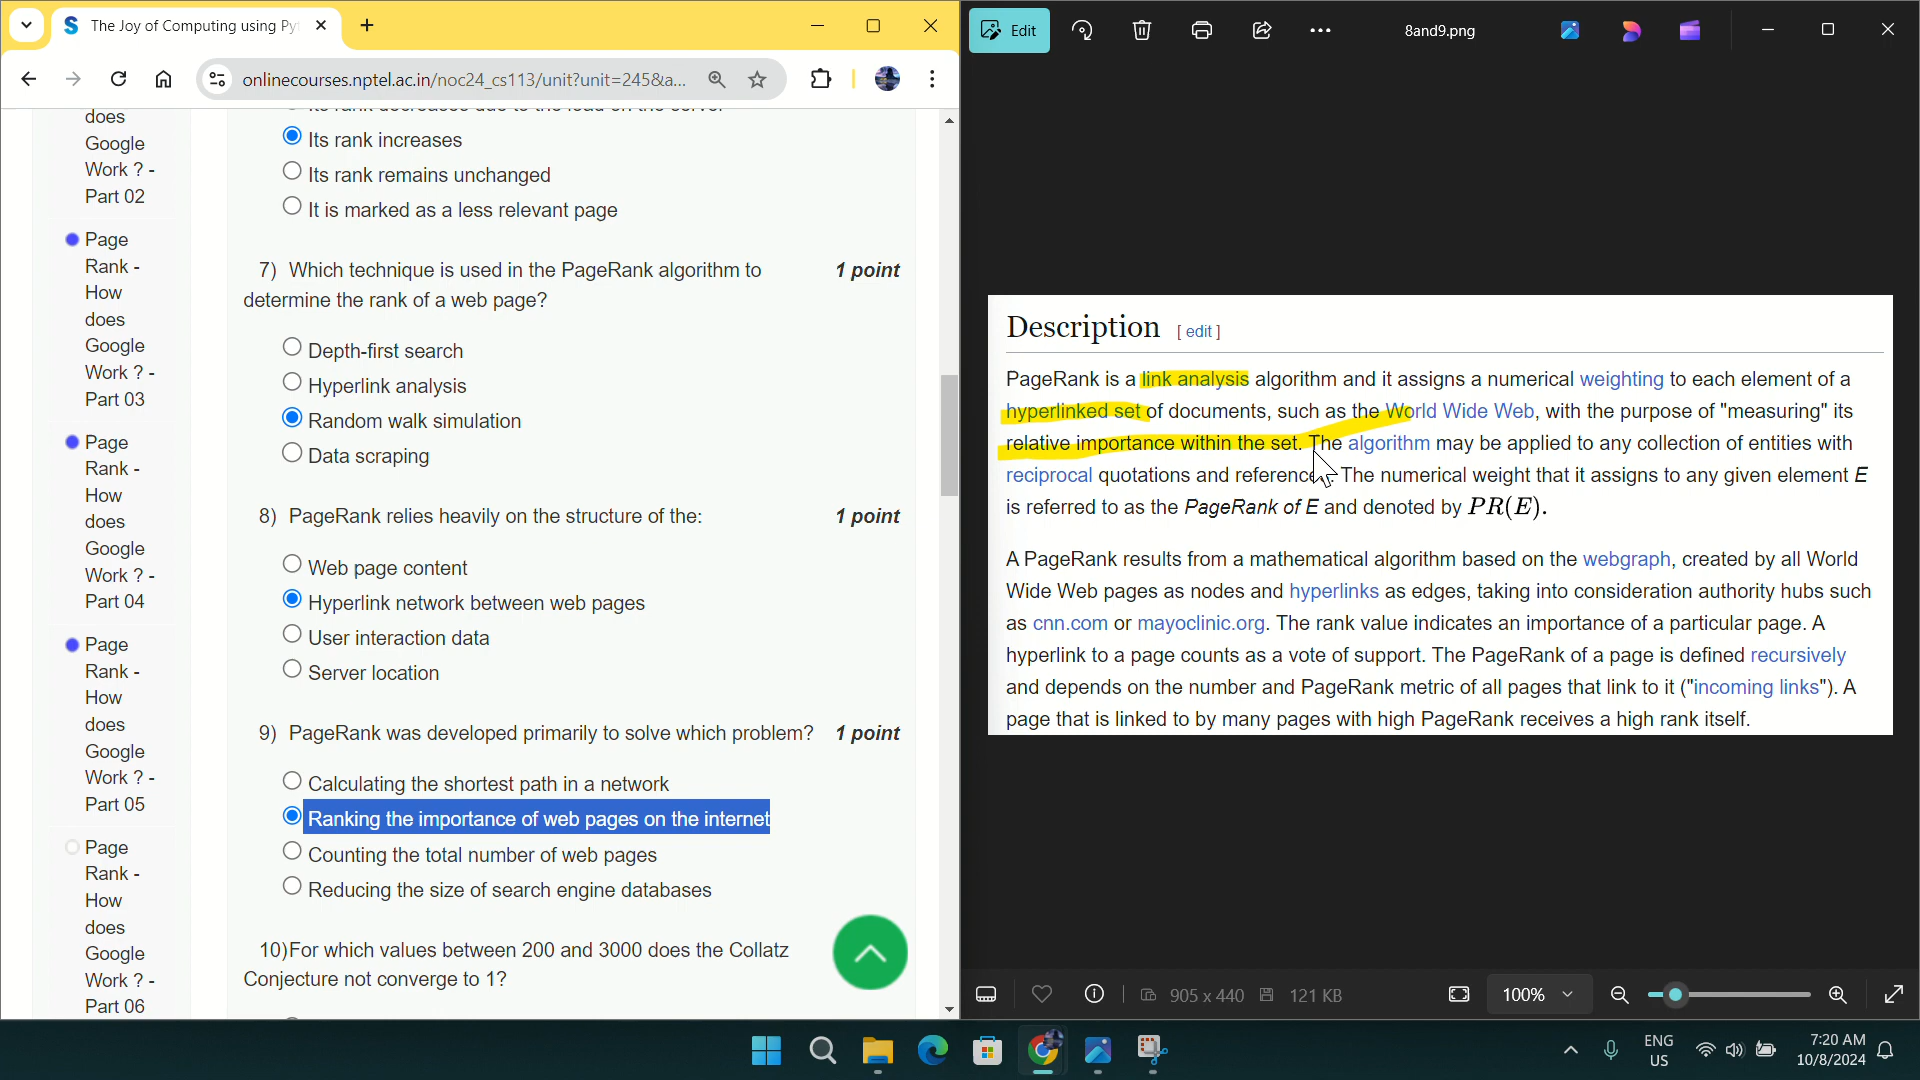 The Joy of Computing using Py
onlinecourses.nptel.ac.in/noc24_cs113/unit?unit=245&a...
does
Google
Work ? -
Part 02
Page
Rank -
How
does
Google
Work ? -
Part 03
Page
Rank -
How
does
Google
Work ? -
Part 04
Page
Rank -
How
does
Google
Work ? -
Part 05
Page
Rank -
How
does
Google
Work ? -
Part 06
Its rank decreases due to the load on the server
Its rank increases
Its rank remains unchanged
It is marked as a less relevant page
7) Which technique is used in the PageRank algorithm to 1 point
determine the rank of a web page?
Depth-first search
Hyperlink analysis
Random walk simulation
Data scraping
8) PageRank relies heavily on the structure of the: 1 point
Web page content
Hyperlink network between web pages
User interaction data
Server location
9) PageRank was developed primarily to solve which problem? 1 point
Calculating the shortest path in a network
Ranking the importance of web pages on the internet
Counting the total number of web pages
Reducing the size of search engine databases
10)For which values between 200 and 3000 does the Collatz
Conjecture not converge to 1?
Edit
8and9.png
Description [ edit ]
PageRank is a link analysis algorithm and it assigns a numerical weighting to each element of a
hyperlinked set of documents, such as the World Wide Web, with the purpose of "measuring" its
relative importance within the set. The algorithm may be applied to any collection of entities with
reciprocal quotations and reference The numerical weight that it assigns to any given element E
is referred to as the PageRank of E and denoted by PR(E).
A PageRank results from a mathematical algorithm based on the webgraph, created by all World
Wide Web pages as nodes and hyperlinks as edges, taking into consideration authority hubs such
as cnn.com or mayoclinic.org. The rank value indicates an importance of a particular page. A
hyperlink to a page counts as a vote of support. The PageRank of a page is defined recursively
and depends on the number and PageRank metric of all pages that link to it ("incoming links"). A
page that is linked to by many pages with high PageRank receives a high rank itself.
905 x 440 121 KB
100%
ENG
US
7:20 AM
10/8/2024